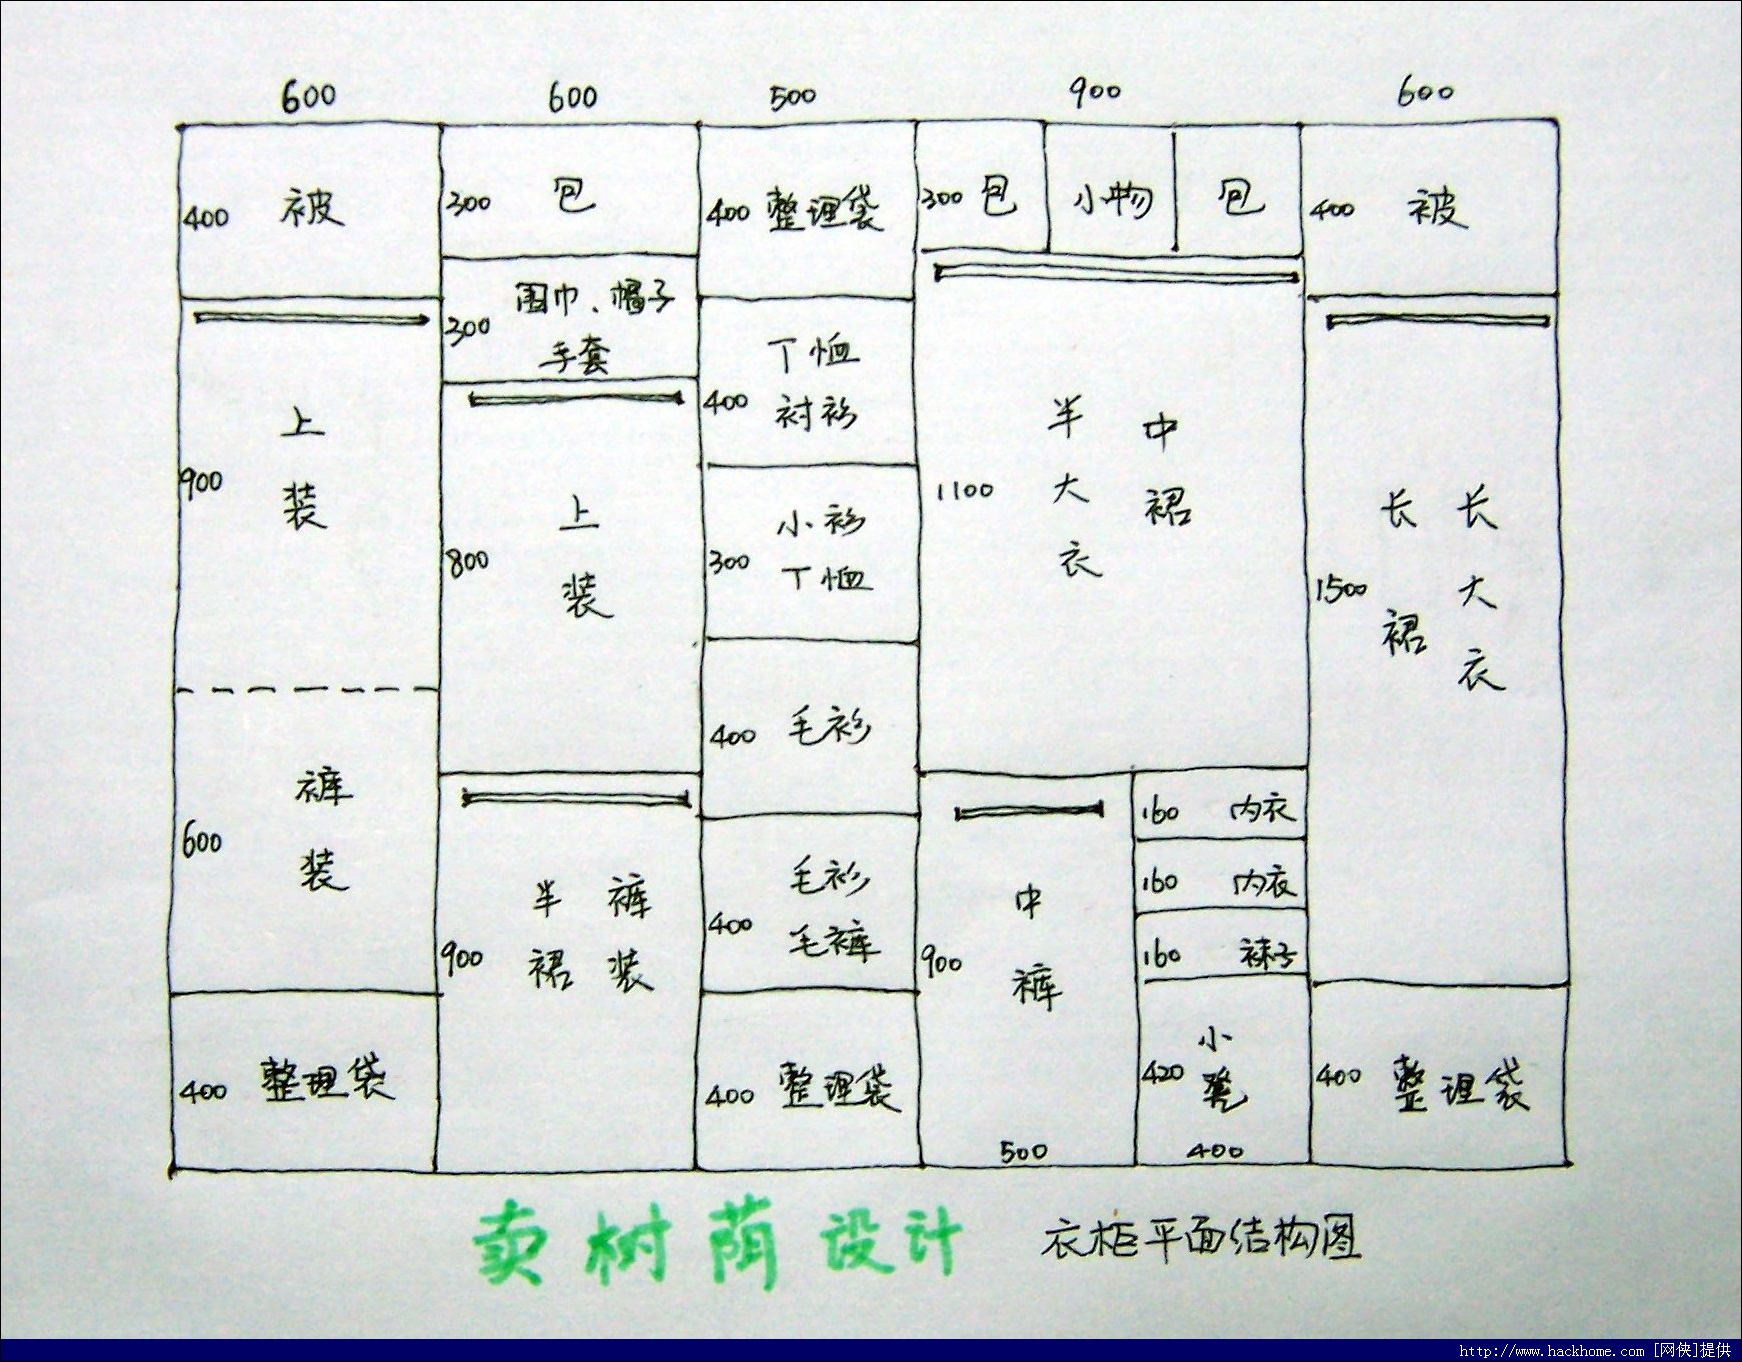 600 600 500 900 600
400 被
900 上装
600 裤装
400 整理袋
300 包
300 围巾、帽子
手套
800 上装
900 半裙 裤装
400 整理袋
400 T恤
衬衫
300 小衫
T恤
400 毛衫
400 毛衫
毛裤
400 整理袋
300 包 小物 包
1100 半大衣 中裙
900 中裤
500
160 内衣
160 内衣
160 袜子
420 小凳
400
400 被
1500 长裙 长大衣
400 整理袋
卖树荫设计 衣柜平面结构图
http://www.hackhome.com [网侠]提供